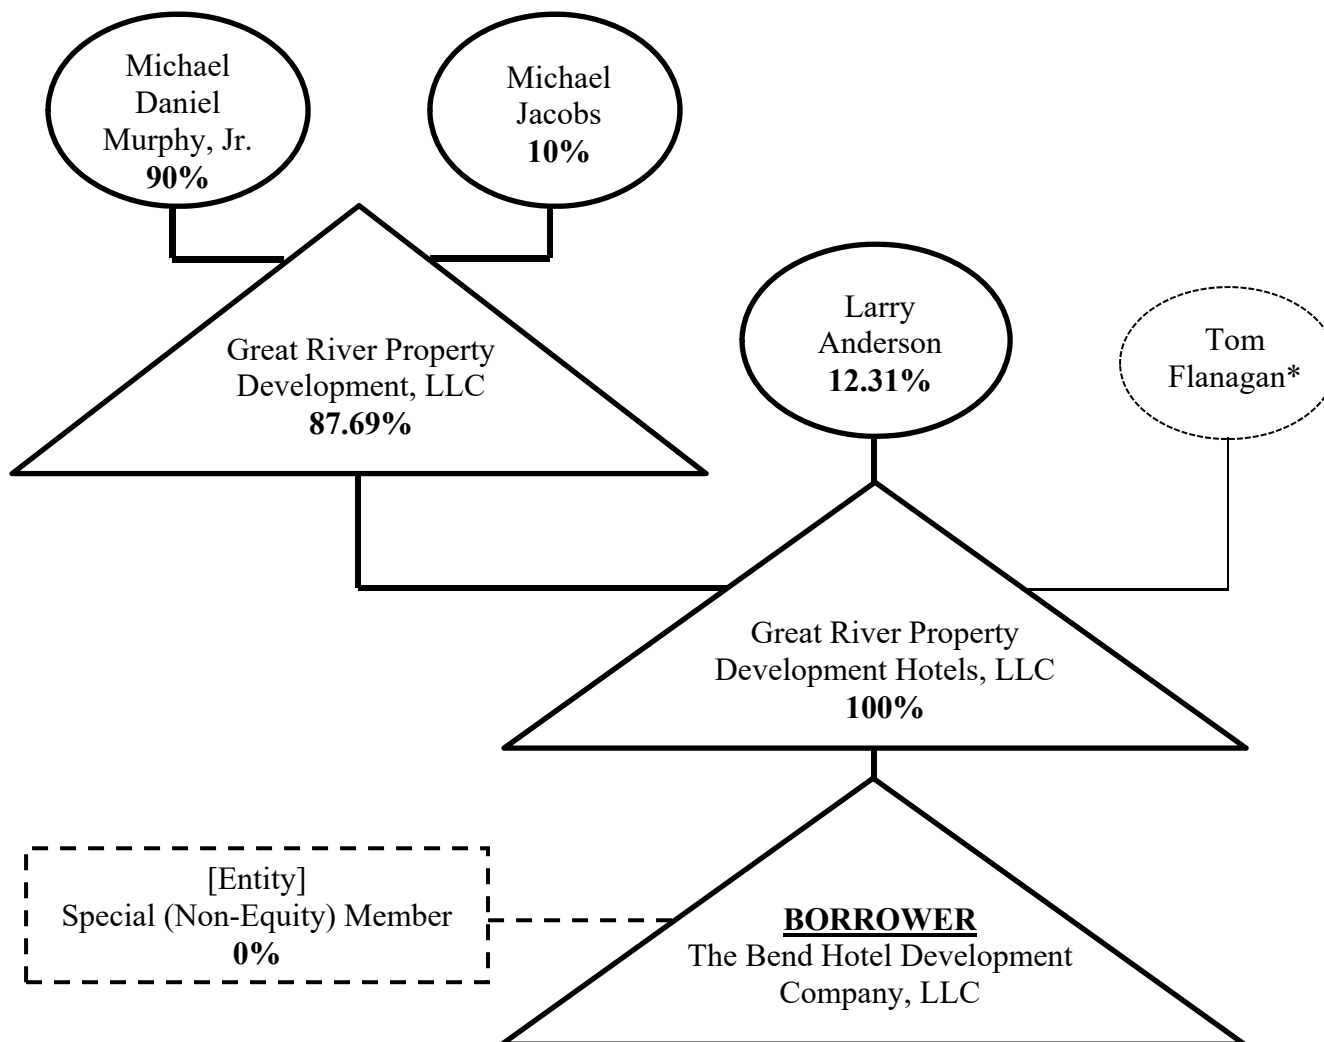 Michael
Daniel
Murphy, Jr.
90%
Michael
Jacobs
10%
Larry
Anderson
12.31%
Tom
Flanagan*
Great River Property
Development, LLC
87.69%
Great River Property
Development Hotels, LLC
100%
[Entity]
Special (Non-Equity) Member
0%
BORROWER
The Bend Hotel Development
Company, LLC